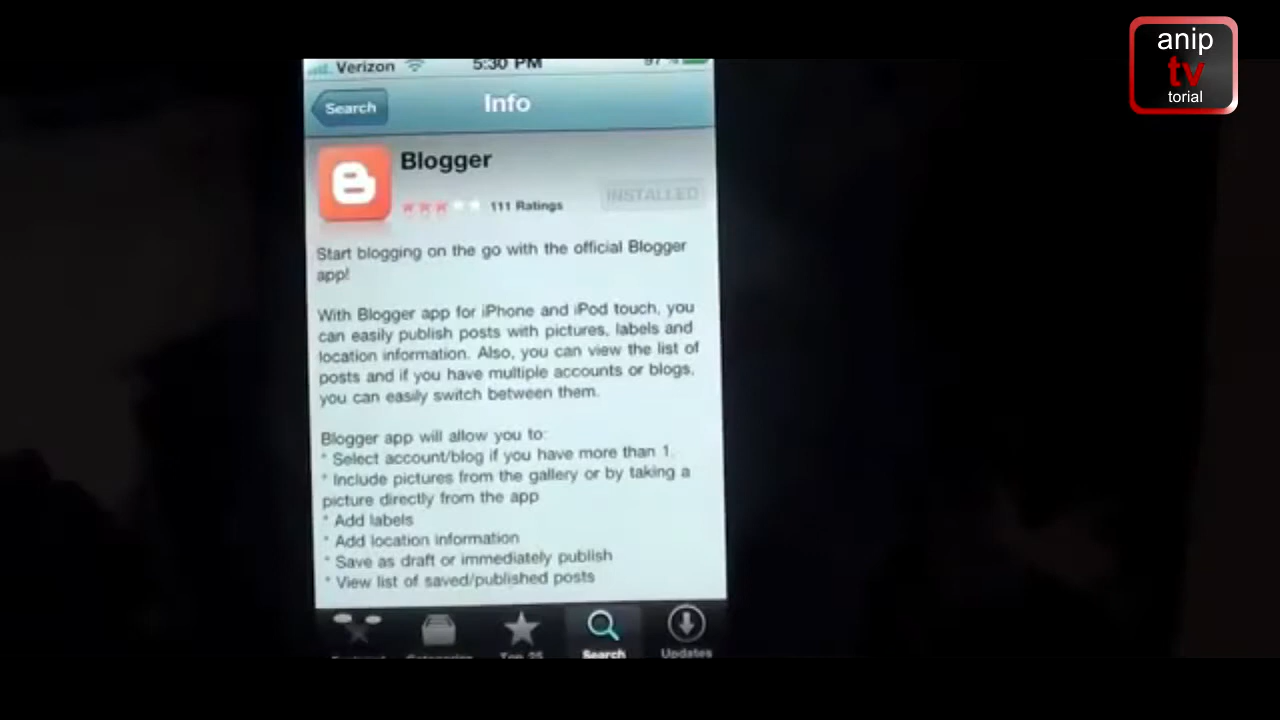 anip
tv
torial
Verizon 5:30 PM 97 %
Search Info
Blogger
111 Ratings INSTALLED
Start blogging on the go with the official Blogger
app!
With Blogger app for iPhone and iPod touch, you
can easily publish posts with pictures, labels and
location information. Also, you can view the list of
posts and if you have multiple accounts or blogs,
you can easily switch between them.
Blogger app will allow you to:
* Select account/blog if you have more than 1.
* Include pictures from the gallery or by taking a
picture directly from the app
* Add labels
* Add location information
* Save as draft or immediately publish
* View list of saved/published posts
Featured Categories Top 25 Search Updates